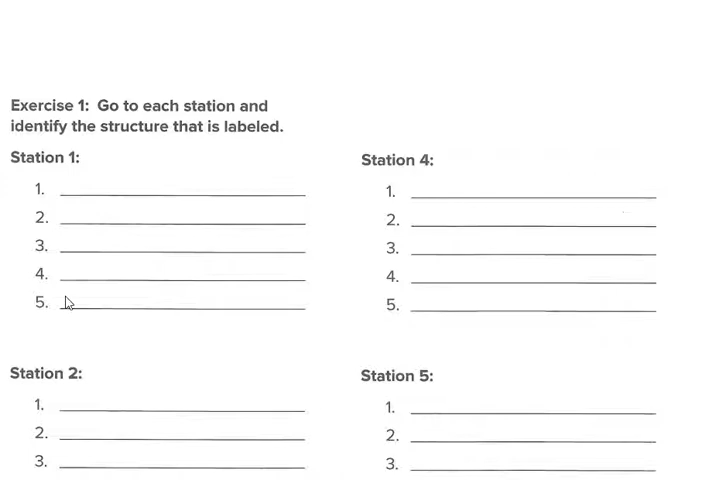 Exercise 1: Go to each station and
identify the structure that is labeled.
Station 1:
1.
2.
3.
4.
5.
Station 2:
1.
2.
3.
Station 4:
1.
2.
3.
4.
5.
Station 5:
1.
2.
3.